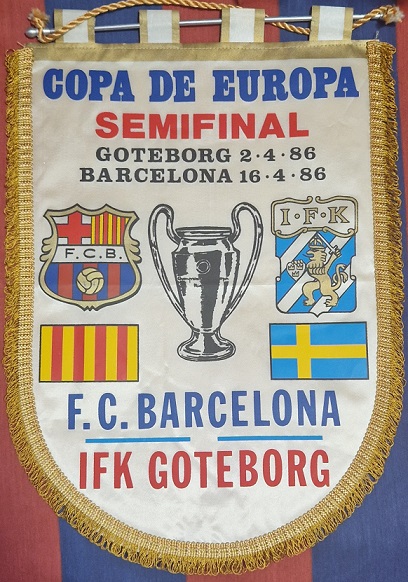 COPA DE EUROPA
SEMIFINAL
GOTEBORG 2·4·86
BARCELONA 16·4·86
F.C.B.
I·F·K
F.C. BARCELONA
IFK GOTEBORG